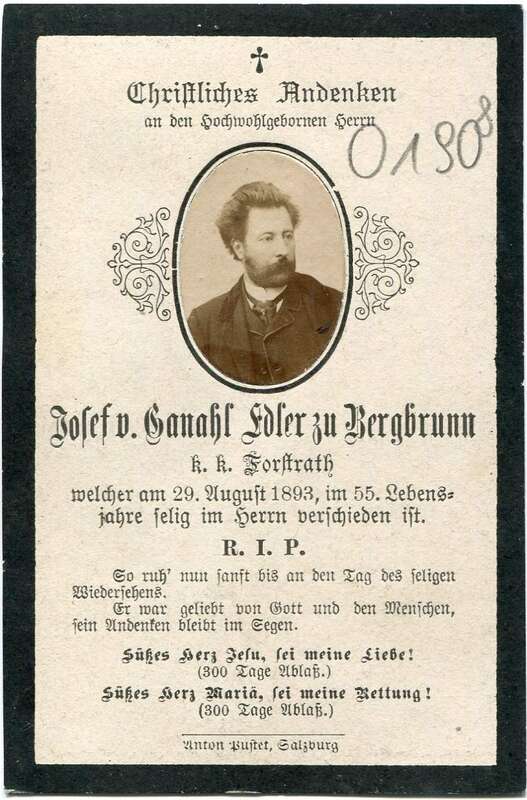 Christliches Andenken
an den Hochwohlgebornen Herrn
0190
Josef v. Ganahl Edler zu Bergbrunn
k. k. Forstrath
welcher am 29. August 1893, im 55. Lebens=
jahre selig im Herrn verschieden ist.
R. I. P.
So ruh' nun sanft bis an den Tag des seligen
Wiedersehens.
Er war geliebt von Gott und den Menschen,
sein Andenken bleibt im Segen.
Süßes Herz Jesu, sei meine Liebe!
(300 Tage Ablaß.)
Süßes Herz Mariä, sei meine Rettung!
(300 Tage Ablaß.)
Anton Pustet, Salzburg